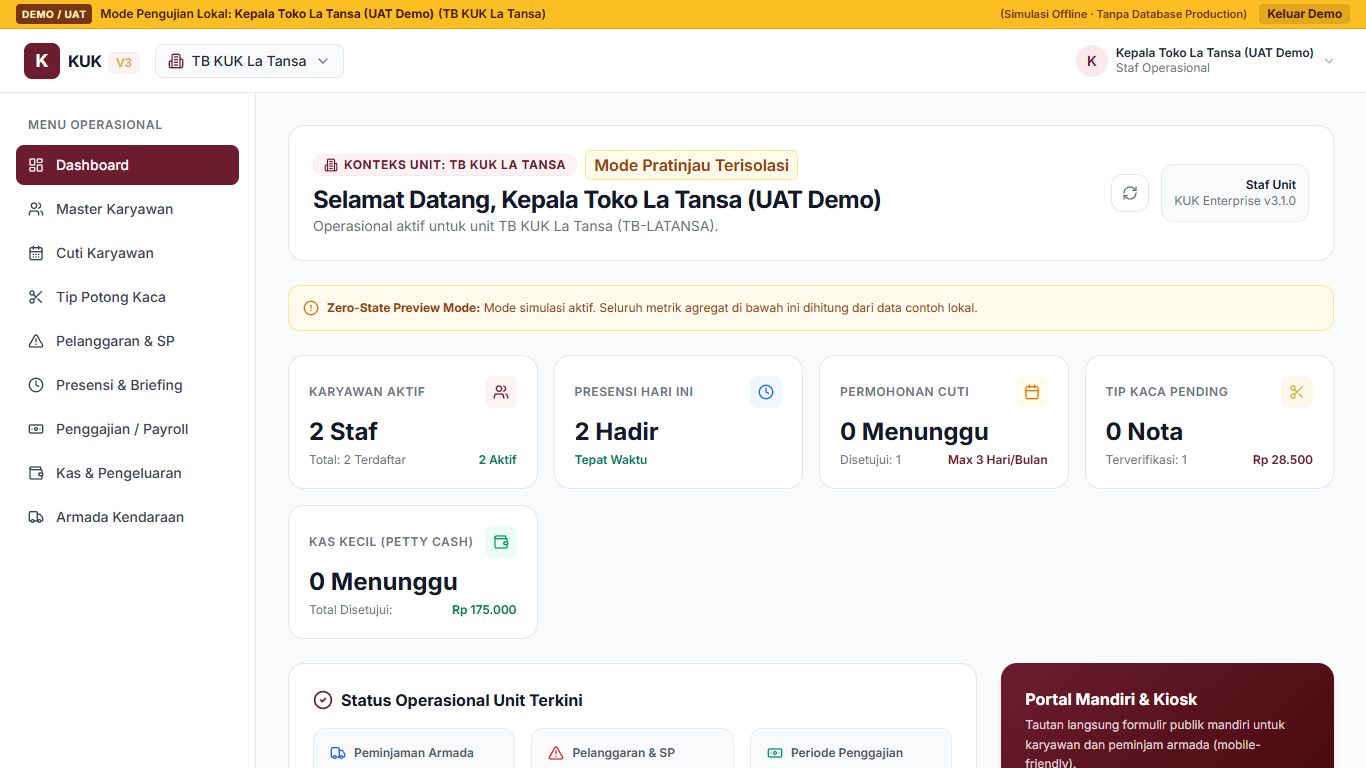 DEMO / UAT Mode Pengujian Lokal: Kepala Toko La Tansa (UAT Demo) (TB KUK La Tansa) (Simulasi Offline · Tanpa Database Production) Keluar Demo
K KUK V3 TB KUK La Tansa K Kepala Toko La Tansa (UAT Demo)
Staf Operasional
MENU OPERASIONAL
Dashboard
Master Karyawan
Cuti Karyawan
Tip Potong Kaca
Pelanggaran & SP
Presensi & Briefing
Penggajian / Payroll
Kas & Pengeluaran
Armada Kendaraan
KONTEKS UNIT: TB KUK LA TANSA Mode Pratinjau Terisolasi
Selamat Datang, Kepala Toko La Tansa (UAT Demo)
Operasional aktif untuk unit TB KUK La Tansa (TB-LATANSA).
Staf Unit
KUK Enterprise v3.1.0
Zero-State Preview Mode: Mode simulasi aktif. Seluruh metrik agregat di bawah ini dihitung dari data contoh lokal.
KARYAWAN AKTIF
2 Staf
Total: 2 Terdaftar 2 Aktif
PRESENSI HARI INI
2 Hadir
Tepat Waktu
PERMOHONAN CUTI
0 Menunggu
Disetujui: 1 Max 3 Hari/Bulan
TIP KACA PENDING
0 Nota
Terverifikasi: 1 Rp 28.500
KAS KECIL (PETTY CASH)
0 Menunggu
Total Disetujui: Rp 175.000
Status Operasional Unit Terkini
Peminjaman Armada
Pelanggaran & SP
Periode Penggajian
Portal Mandiri & Kiosk
Tautan langsung formulir publik mandiri untuk
karyawan dan peminjam armada (mobile-
friendly).